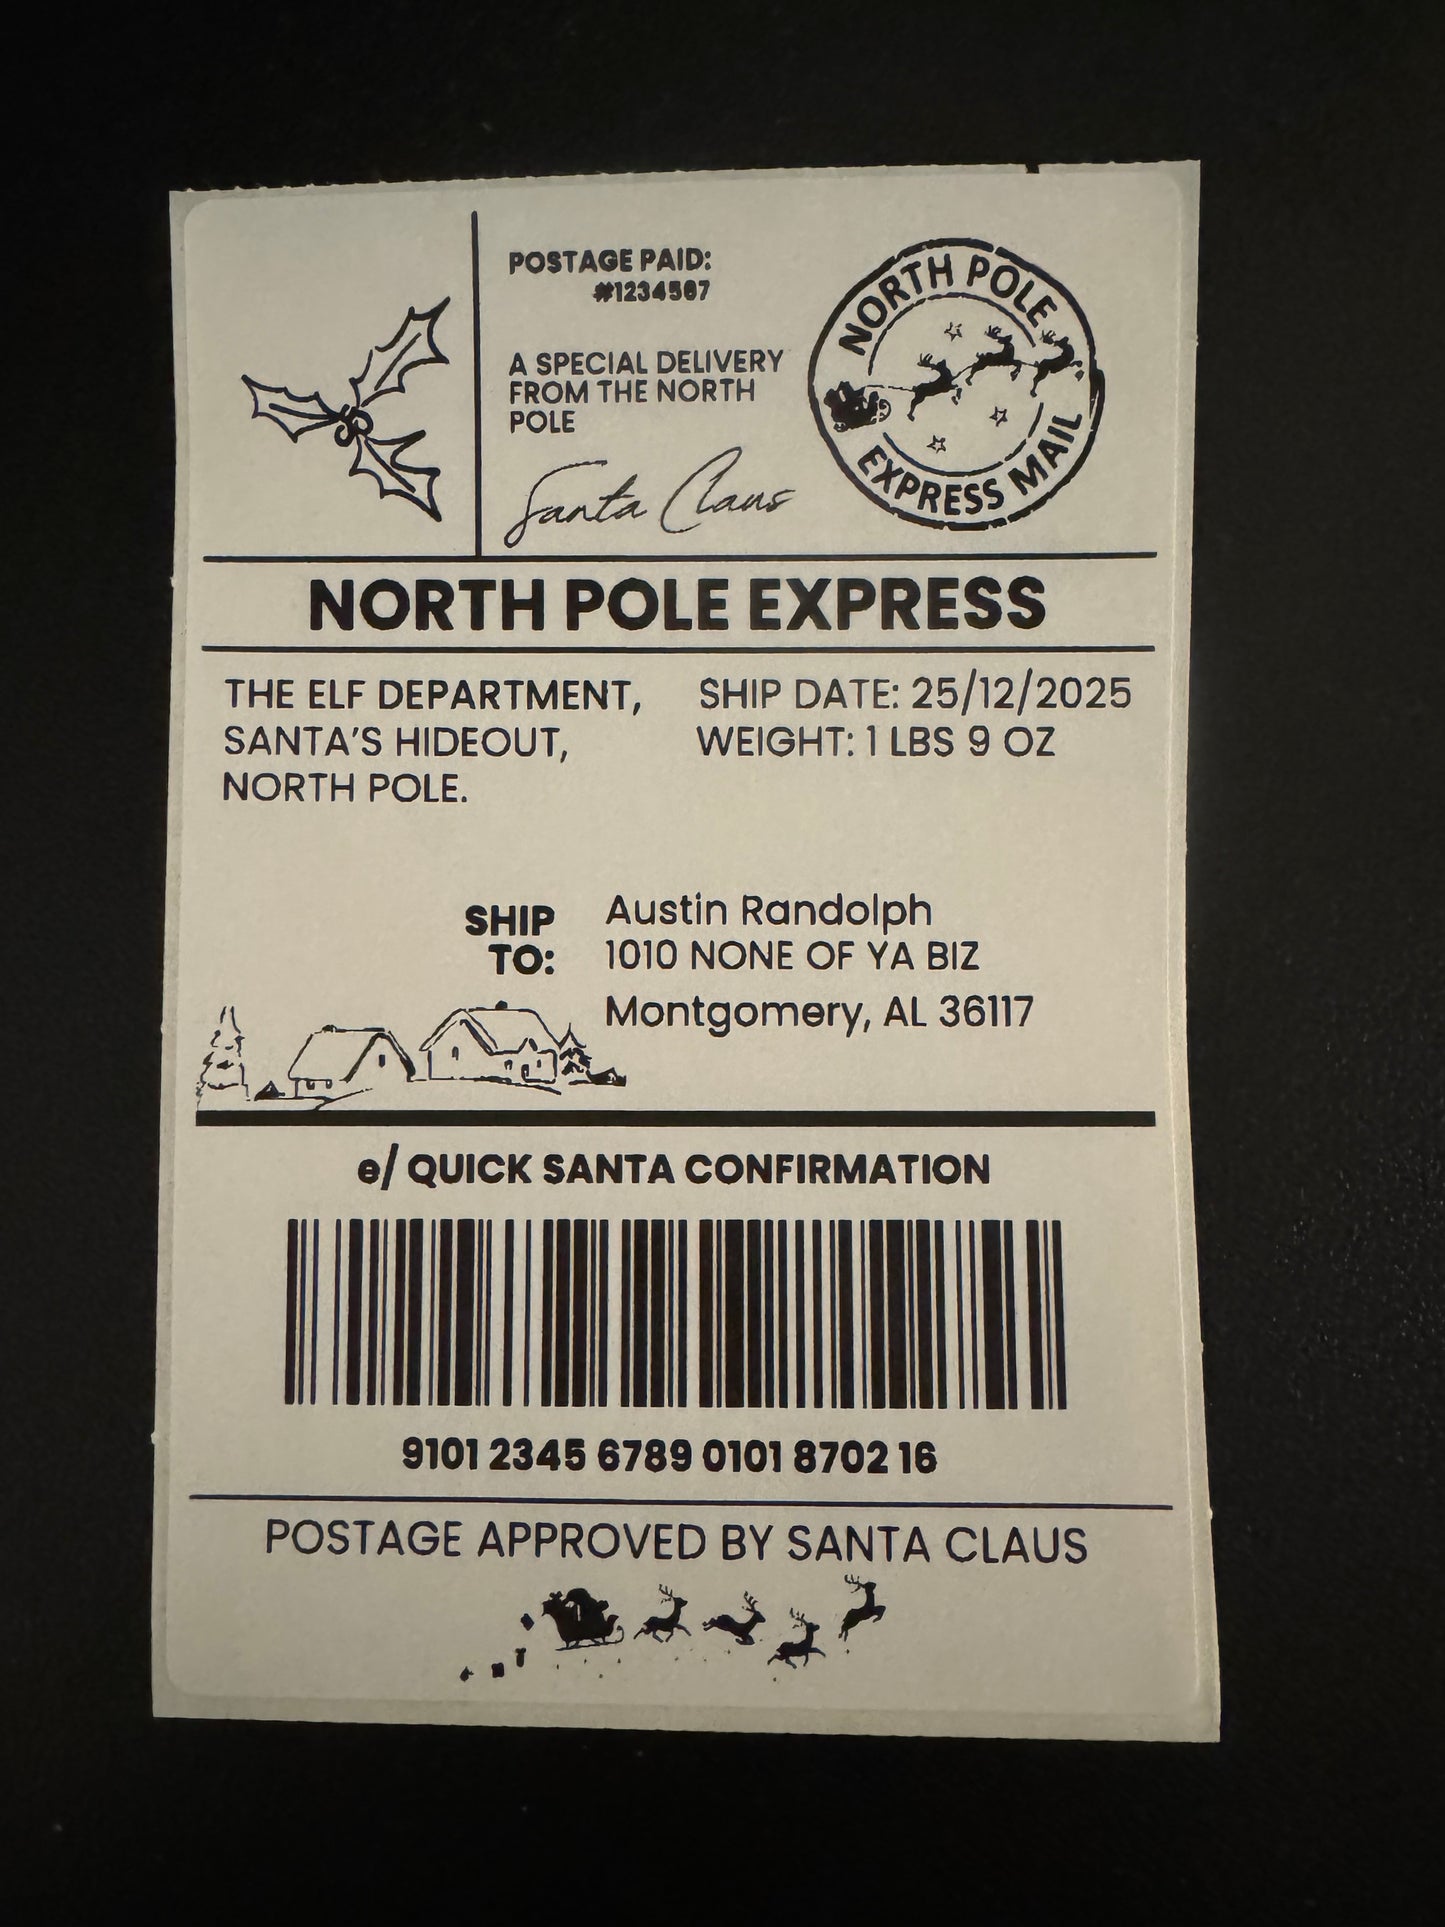 POSTAGE PAID:
#1234567
A SPECIAL DELIVERY
FROM THE NORTH
POLE
Santa Claus
NORTH POLE
EXPRESS MAIL
NORTH POLE EXPRESS
THE ELF DEPARTMENT,
SANTA'S HIDEOUT,
NORTH POLE.
SHIP DATE: 25/12/2025
WEIGHT: 1 LBS 9 OZ
SHIP
TO:
Austin Randolph
1010 NONE OF YA BIZ
Montgomery, AL 36117
e/ QUICK SANTA CONFIRMATION
9101 2345 6789 0101 8702 16
POSTAGE APPROVED BY SANTA CLAUS